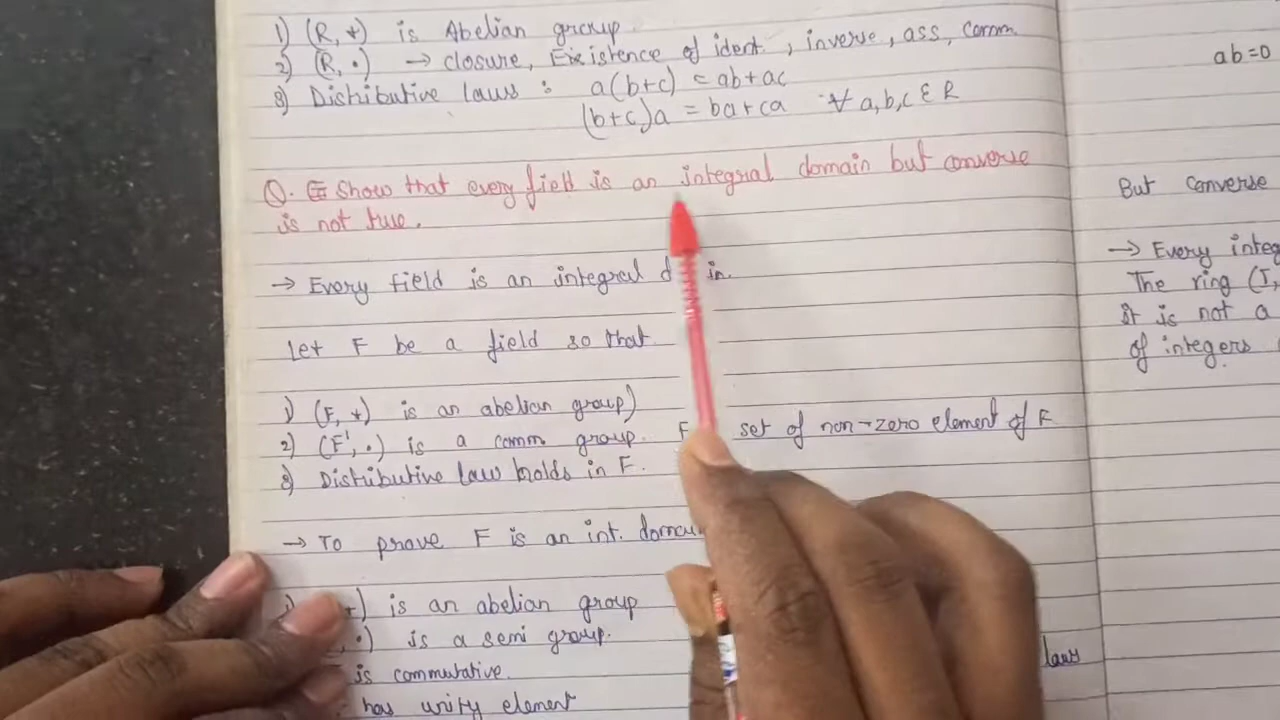 1) (R, +) is Abelian group.
2) (R, ·) → closure, Existence of ident., inverse, ass, comm
3) Distributive laws : a(b+c) = ab+ac
(b+c)a = ba+ca ∀ a,b,c ∈ R
Q. Show that every field is an integral domain but converse
is not true.
→ Every field is an integral
Let F be a field so that
1) (F, +) is an abelian group)
2) (F', ·) is a comm group. F set of non-zero element of F
3) Distributive law holds in F.
→ To prove F is an int. domain
is an abelian group
is a semi group.
is commutative.
has unity element
laws
ab=0
But converse
→ Every
The ring (I,
it is not a
of integers